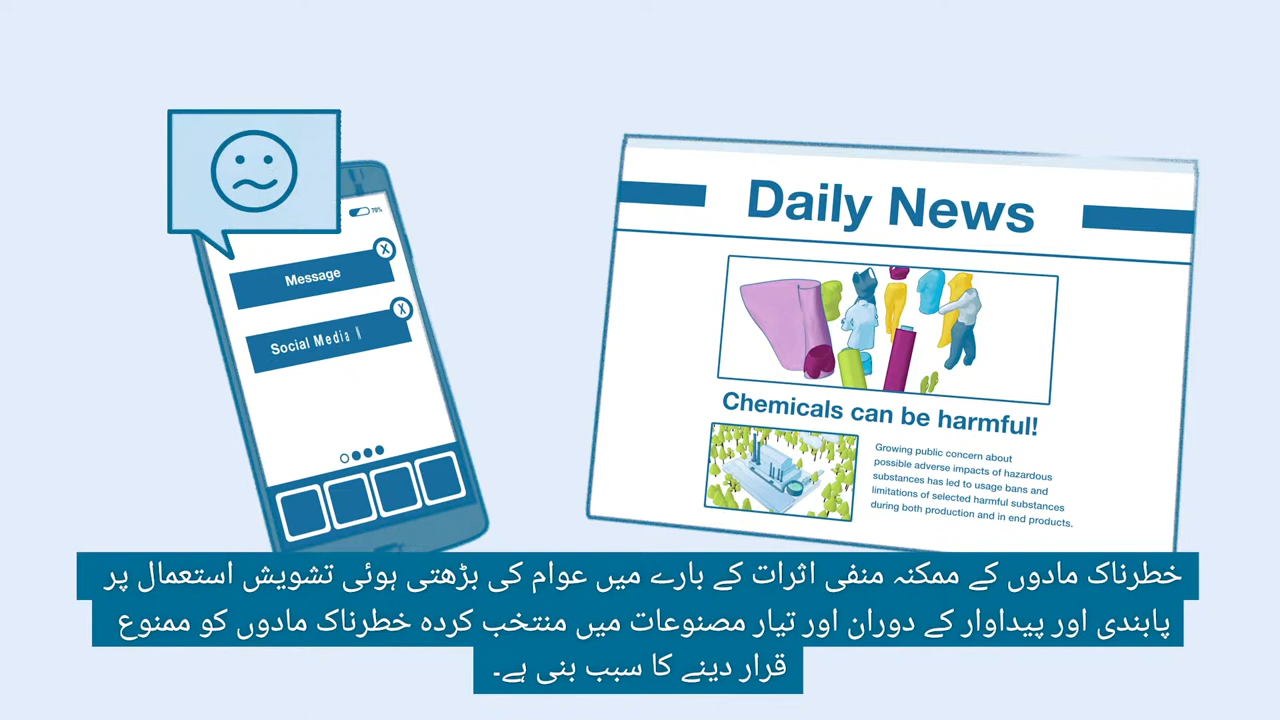 70%
X
Message
X
Social Media
Daily News
Chemicals can be harmful!
Growing public concern about
possible adverse impacts of hazardous
substances has led to usage bans and
limitations of selected harmful substances
during both production and in end products.
خطرناک مادوں کے ممکنہ منفی اثرات کے بارے میں عوام کی بڑھتی ہوئی تشویش استعمال پر
پابندی اور پیداوار کے دوران اور تیار مصنوعات میں منتخب کردہ خطرناک مادوں کو ممنوع
قرار دینے کا سبب بنی ہے۔